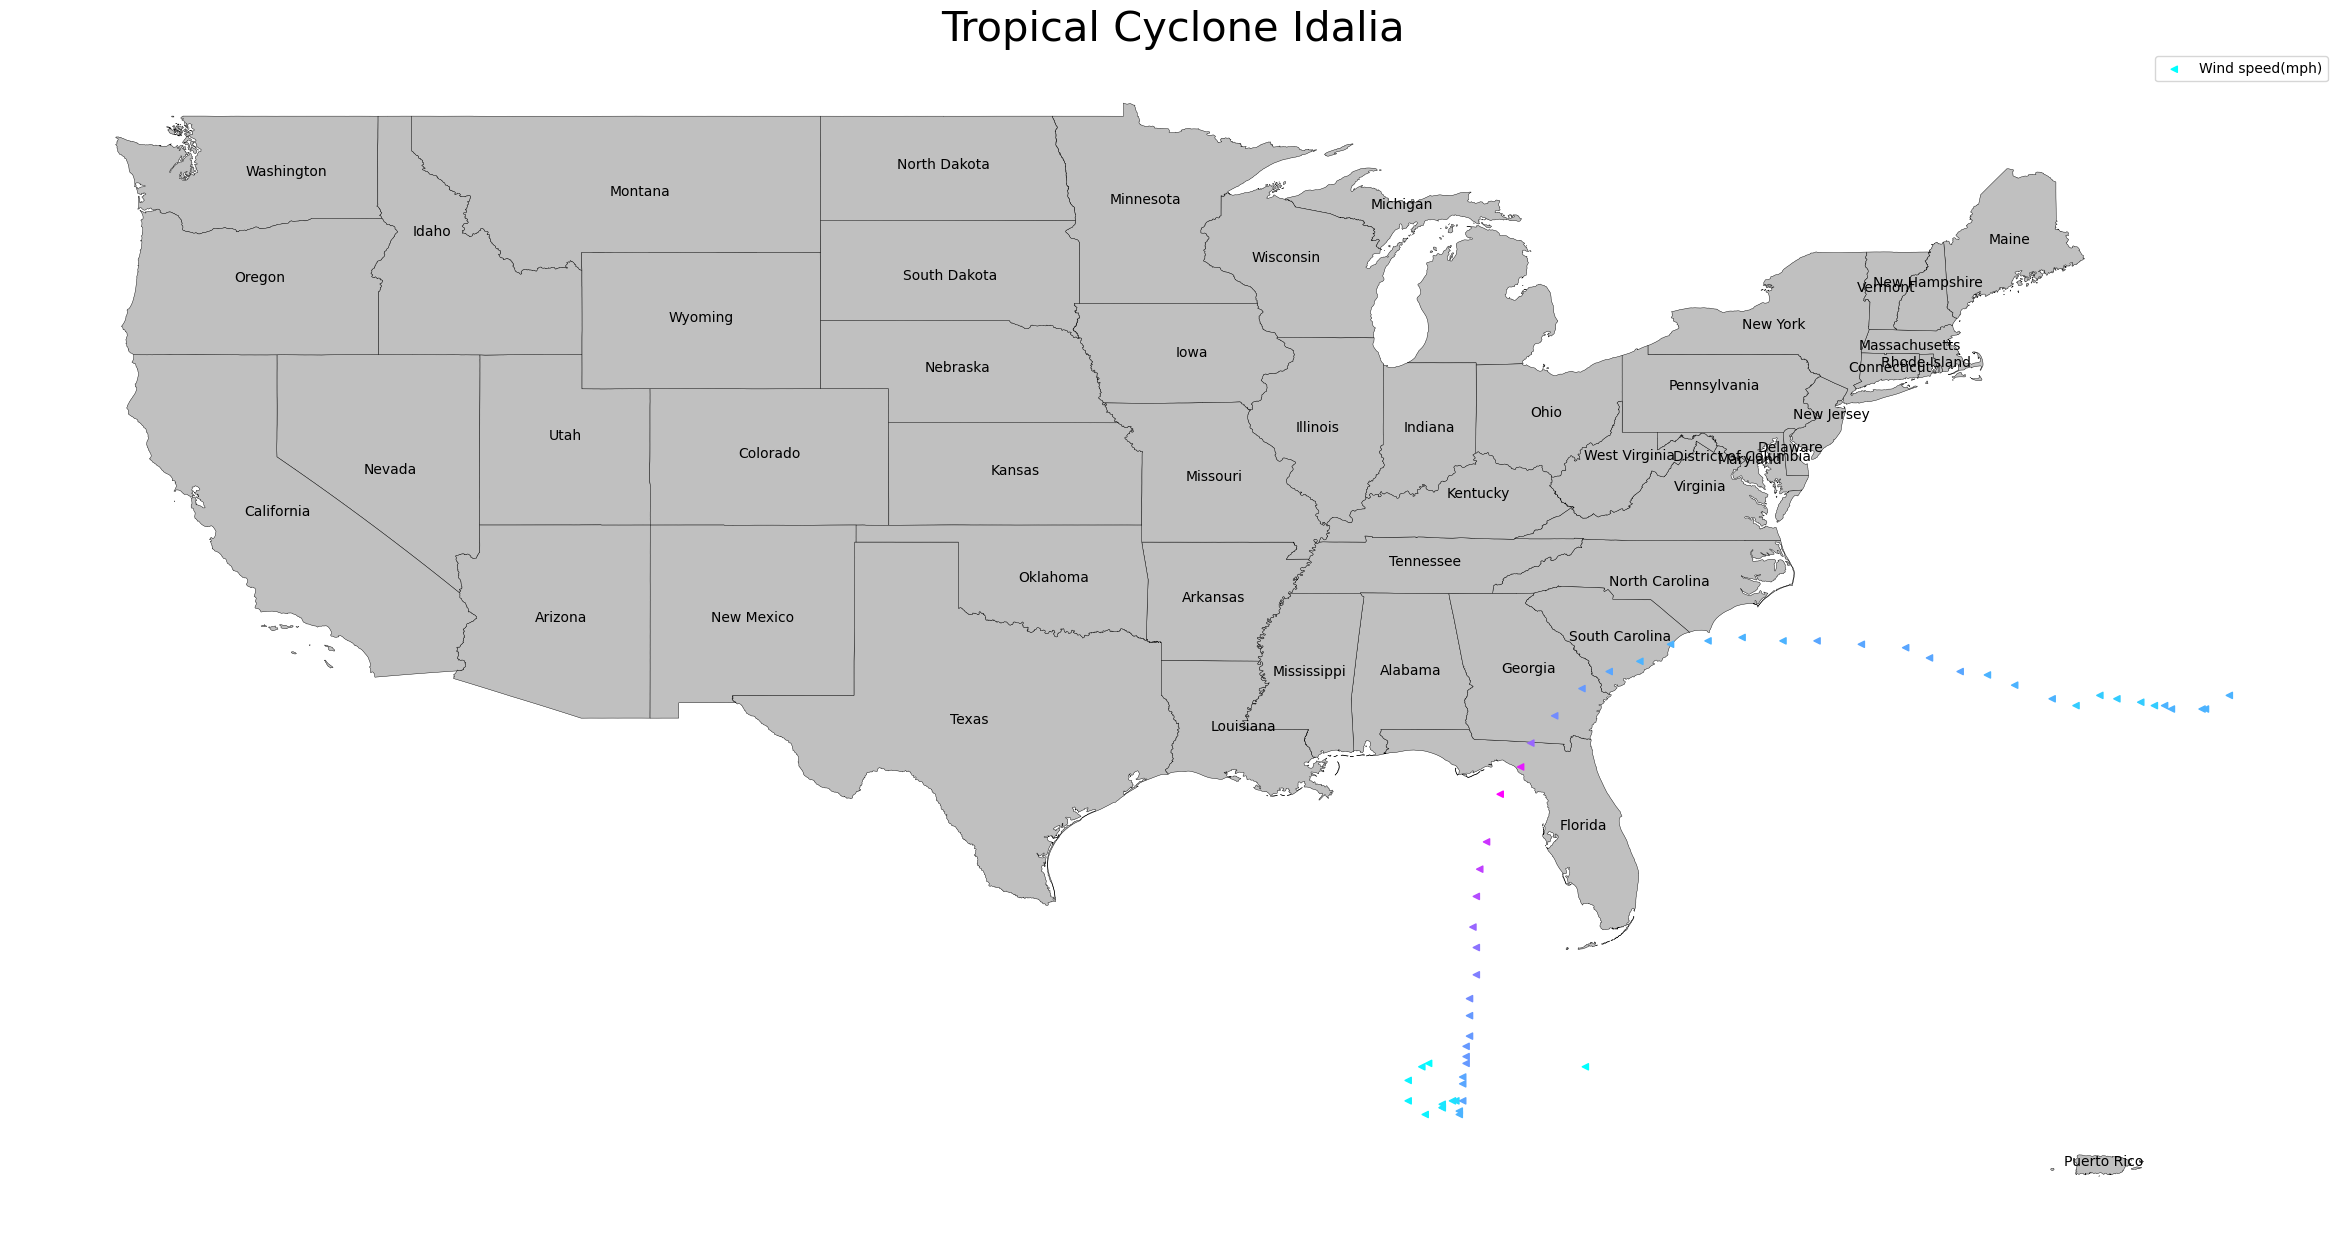 Tropical Cyclone Idalia
Wind speed(mph)
Washington
North Dakota
Montana
Minnesota
Michigan
Idaho
Maine
Oregon
South Dakota
Wisconsin
New Hampshire
Vermont
Wyoming
New York
Massachusetts
Iowa
Rhode Island
Nebraska
Connecticut
Pennsylvania
Ohio
New Jersey
Utah
Illinois
Indiana
Colorado
Delaware
West Virginia
District of Columbia
Maryland
Nevada
Kansas
Missouri
Virginia
Kentucky
California
Tennessee
Oklahoma
North Carolina
Arkansas
Arizona
New Mexico
South Carolina
Mississippi
Alabama
Georgia
Texas
Louisiana
Florida
Puerto Rico